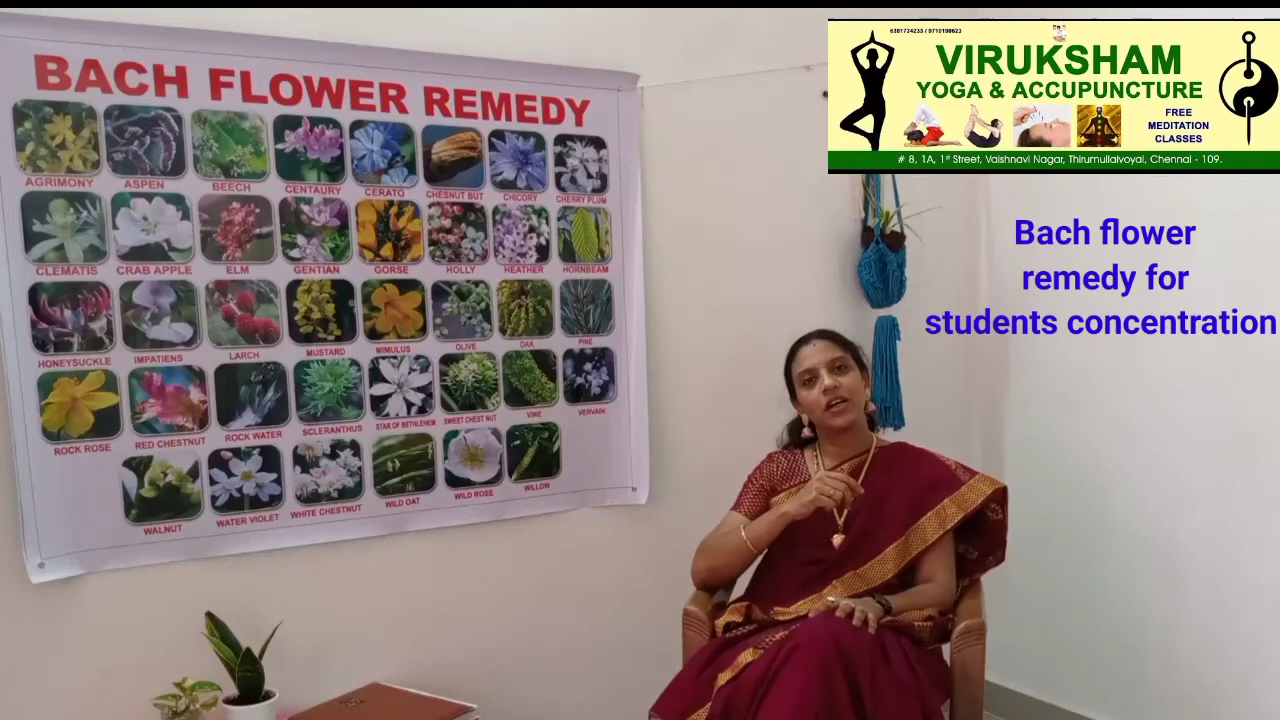 BACH FLOWER REMEDY
AGRIMONY ASPEN BEECH CENTAURY CERATO CHESNUT BUT CHICORY CHERRY PLUM
CLEMATIS CRAB APPLE ELM GENTIAN GORSE HOLLY HEATHER HORNBEAM
HONEYSUCKLE IMPATIENS LARCH MUSTARD MIMULUS OLIVE OAK PINE
ROCK ROSE RED CHESTNUT ROCK WATER SCLERANTHUS STAR OF BETHLEHEM SWEET CHEST NUT VINE VERVAIN
WALNUT WATER VIOLET WHITE CHESTNUT WILD OAT WILD ROSE WILLOW
6381734233 / 9710199623
VIRUKSHAM
YOGA & ACCUPUNCTURE
FREE
MEDITATION
CLASSES
# 8, 1A, 1st Street, Vaishnavi Nagar, Thirumullaivoyal, Chennai - 109.
Bach flower
remedy for
students concentration